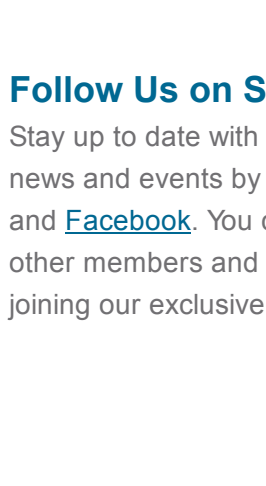 Follow Us on S
Stay up to date with
news and events by
and Facebook. You
other members and
joining our exclusive